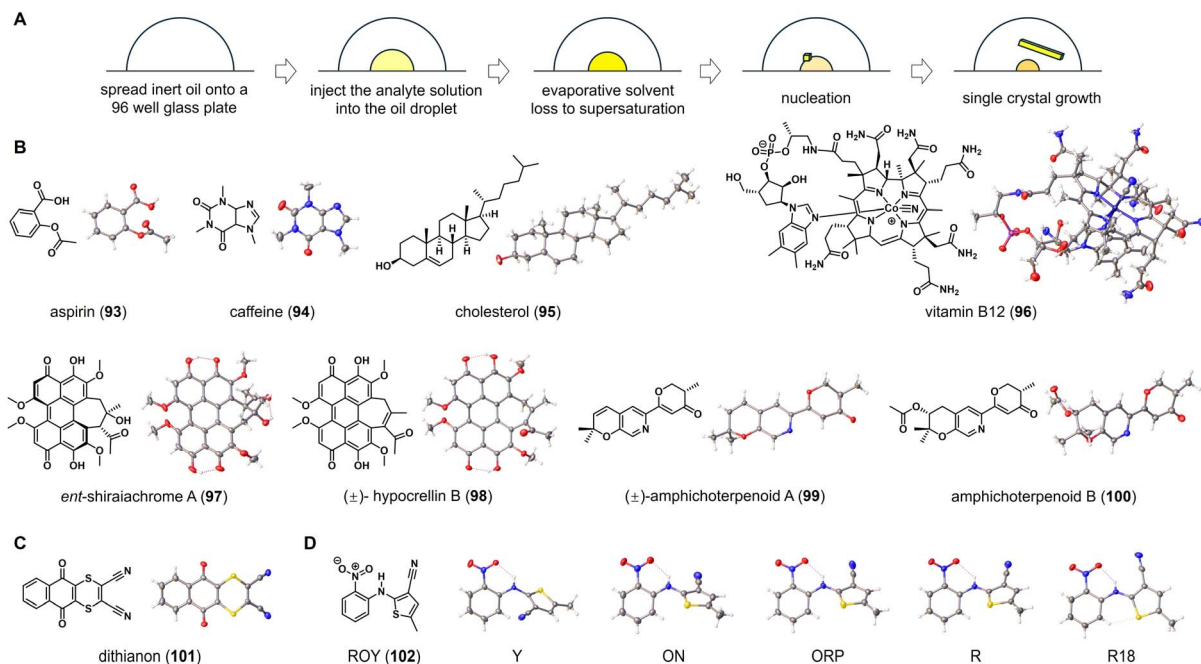 A
spread inert oil onto a
96 well glass plate
inject the analyte solution
into the oil droplet
evaporative solvent
loss to supersaturation
nucleation
single crystal growth
B
aspirin (93)
caffeine (94)
cholesterol (95)
vitamin B12 (96)
ent-shiraiachrome A (97)
(±)- hypocrellin B (98)
(±)-amphichoterpenoid A (99)
amphichoterpenoid B (100)
C
dithianon (101)
D
ROY (102)
Y
ON
ORP
R
R18